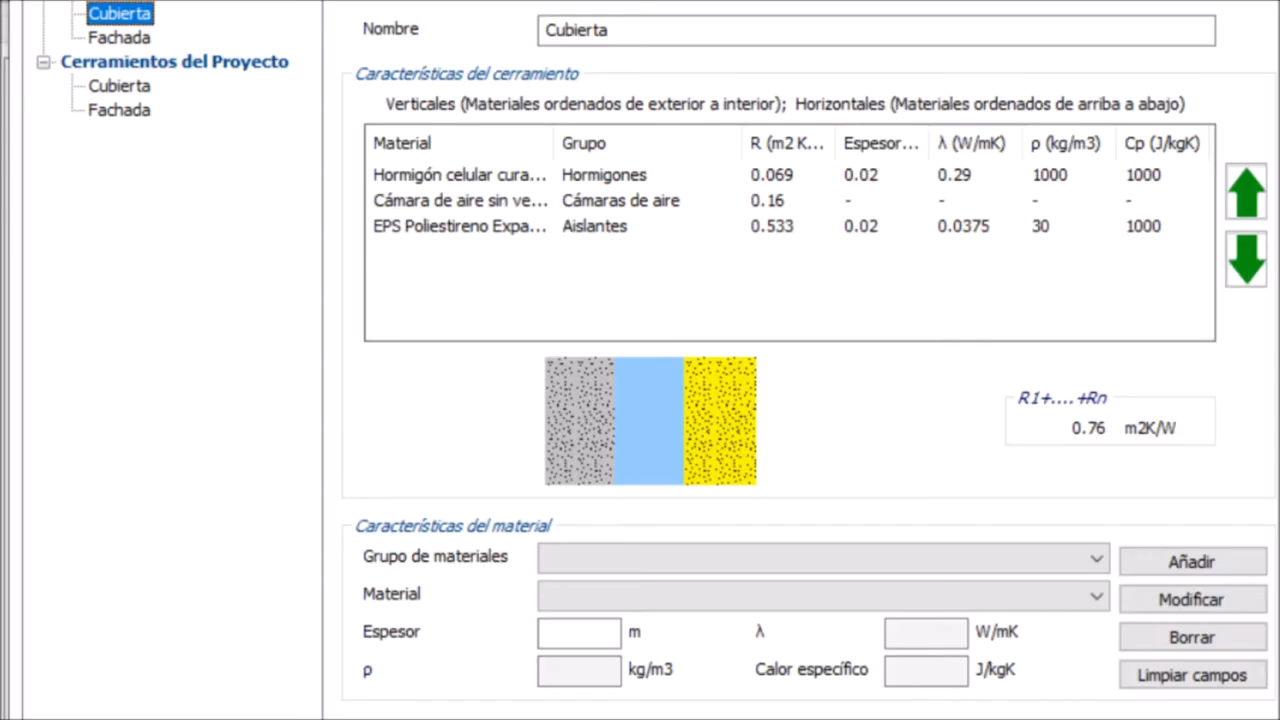 Cubierta
Fachada
Cerramientos del Proyecto
Cubierta
Fachada
Nombre Cubierta
Características del cerramiento
Verticales (Materiales ordenados de exterior a interior); Horizontales (Materiales ordenados de arriba a abajo)
Material Grupo R (m2 K... Espesor... λ (W/mK) ρ (kg/m3) Cp (J/kgK)
Hormigón celular cura... Hormigones 0.069 0.02 0.29 1000 1000
Cámara de aire sin ve... Cámaras de aire 0.16 - - - -
EPS Poliestireno Expa... Aislantes 0.533 0.02 0.0375 30 1000
R1+....+Rn
0.76 m2K/W
Características del material
Grupo de materiales Añadir
Material Modificar
Espesor m λ W/mK Borrar
ρ kg/m3 Calor específico J/kgK Limpiar campos